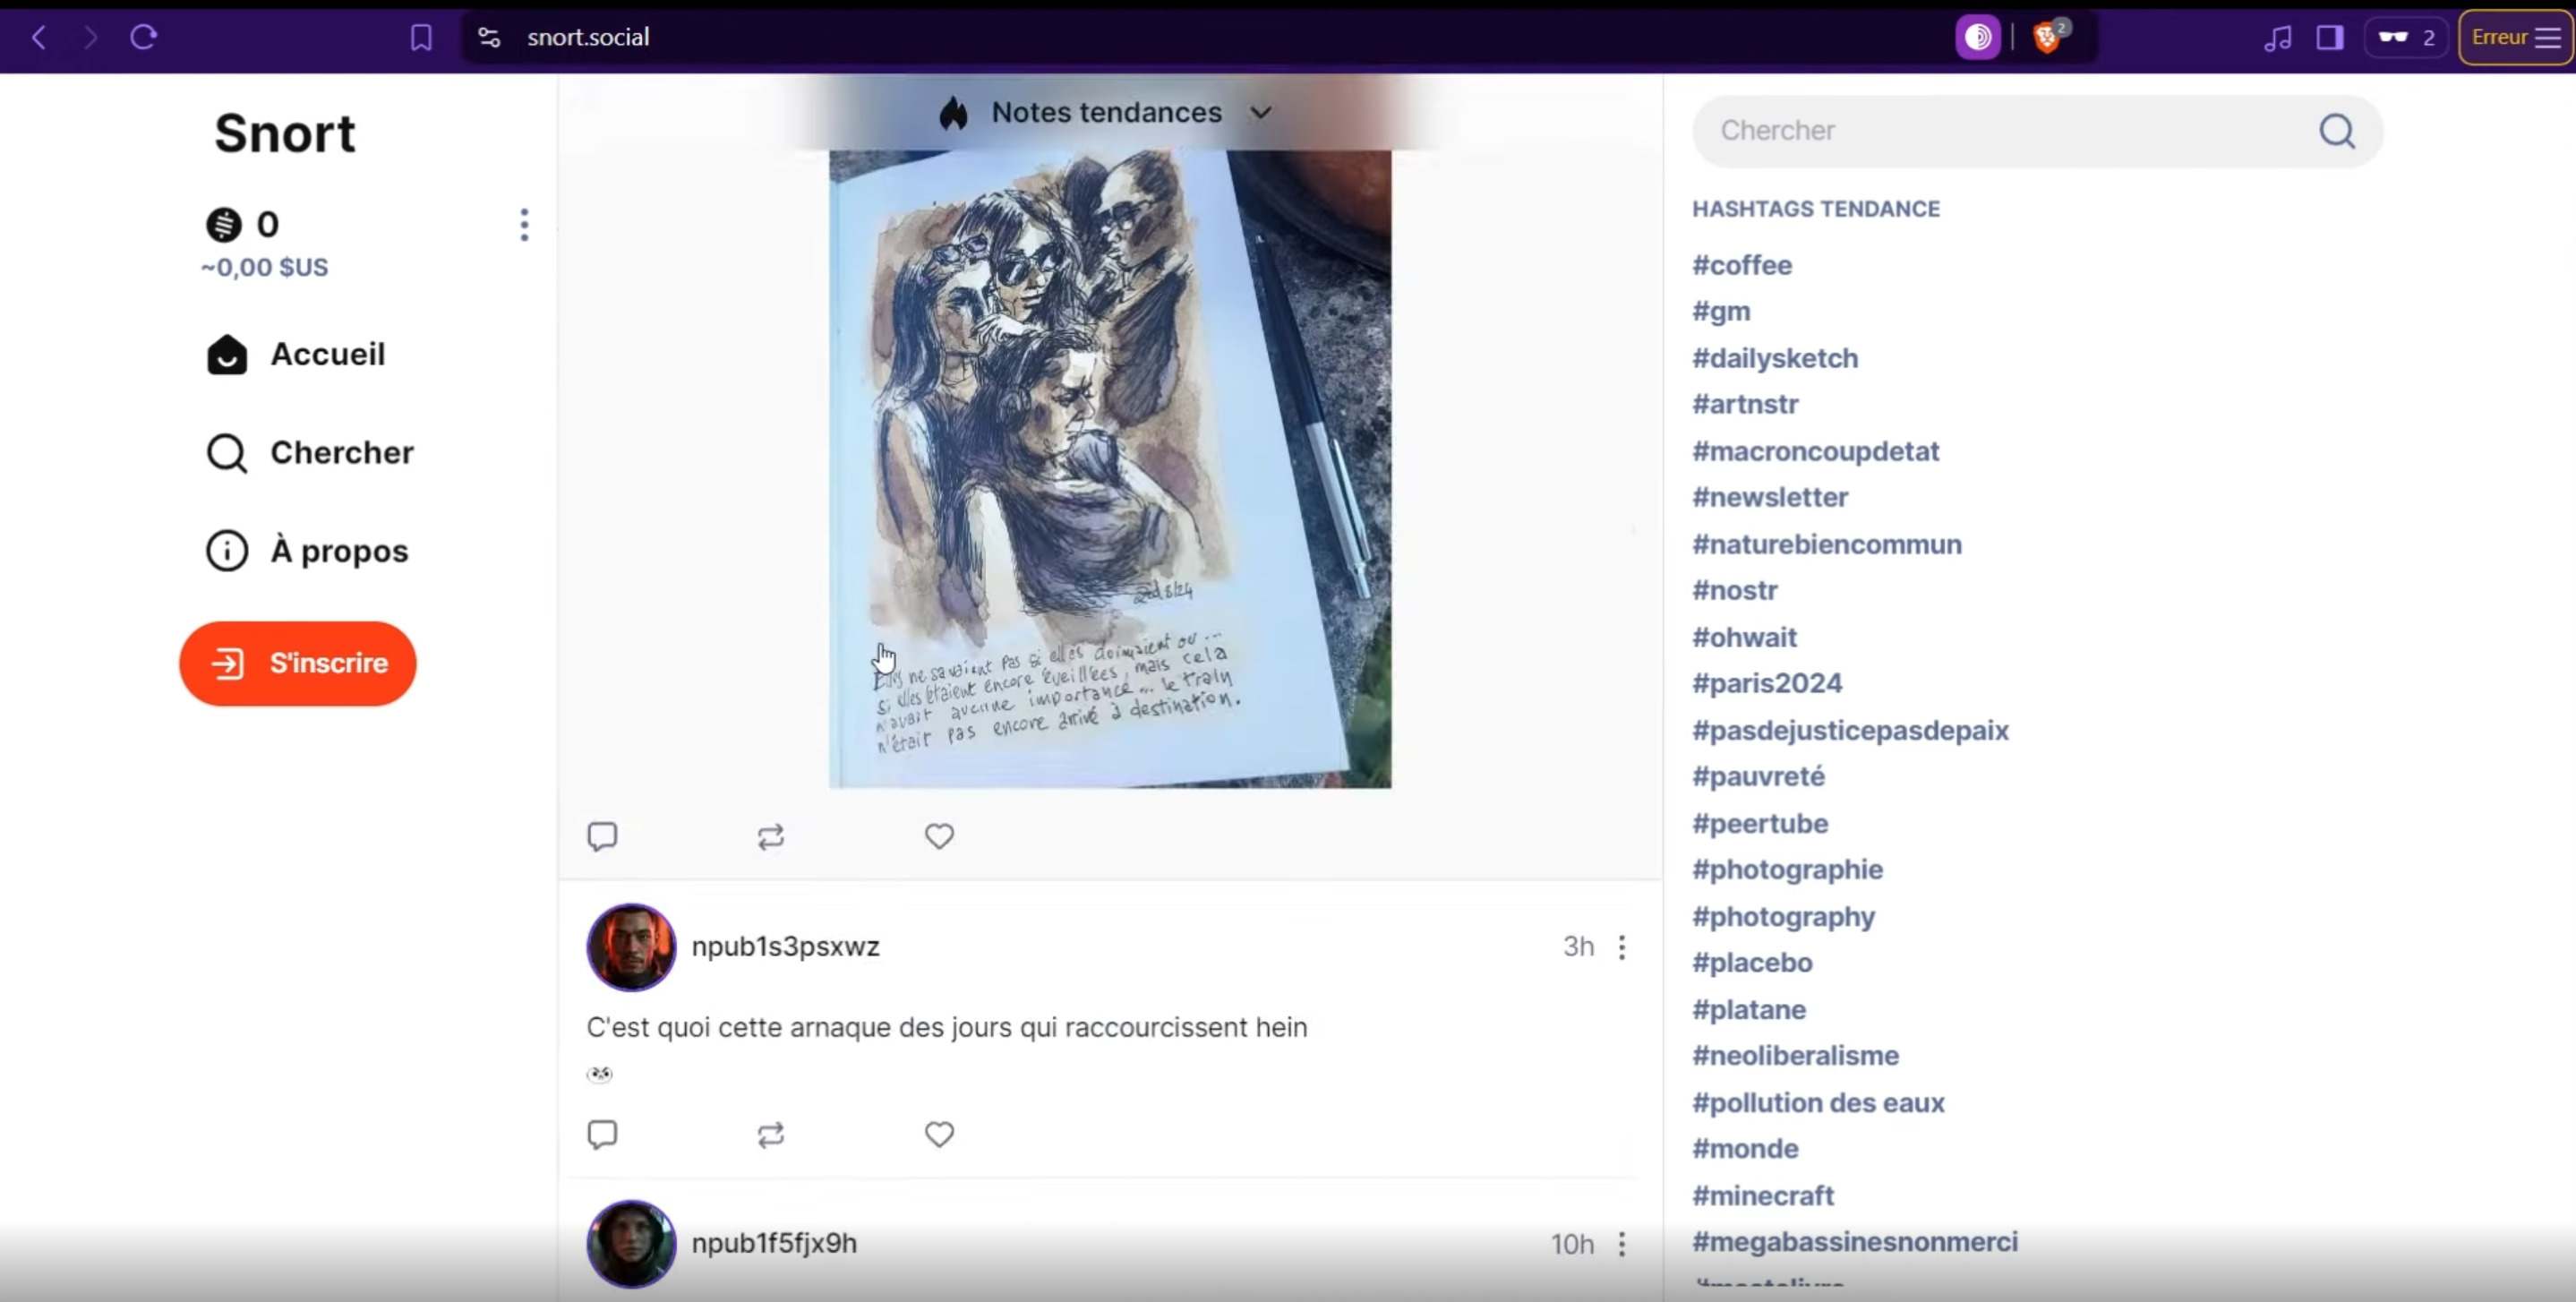 snort.social
2
2
Erreur
Snort
0
~0,00 $US
Accueil
Chercher
À propos
S'inscrire
Notes tendances
8/24
ne savaient pas si elles dormaient ou ...
si elles étaient encore éveillées, mais cela
n'avait aucune importance ... le train
n'était pas encore arrivé à destination.
npub1s3psxwz
3h
C'est quoi cette arnaque des jours qui raccourcissent hein
npub1f5fjx9h
10h
Chercher
HASHTAGS TENDANCE
#coffee
#gm
#dailysketch
#artnstr
#macroncoupdetat
#newsletter
#naturebiencommun
#nostr
#ohwait
#paris2024
#pasdejusticepasdepaix
#pauvreté
#peertube
#photographie
#photography
#placebo
#platane
#neoliberalisme
#pollution des eaux
#monde
#minecraft
#megabassinesnonmerci